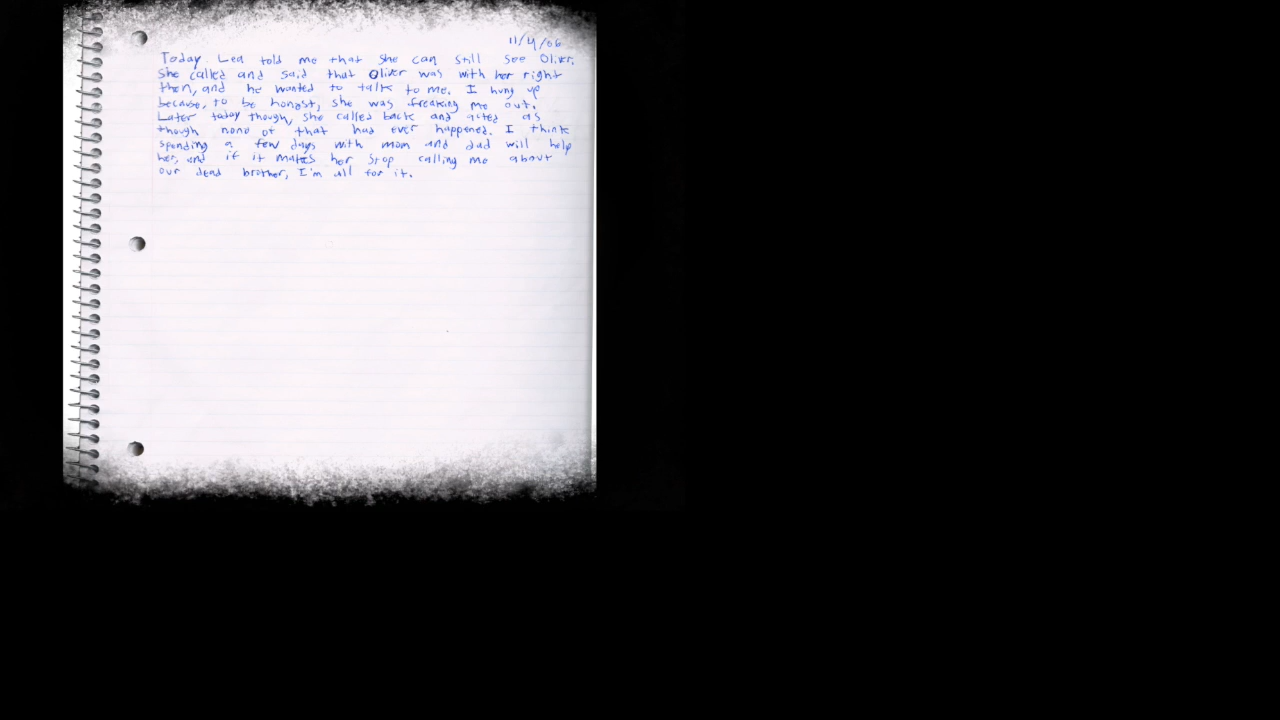 11/4/06
Today Lea told me that she can still see Oliver.
She called and said that Oliver was with her right
then, and he wanted to talk to me. I hung up
because, to be honest, she was freaking me out.
Later today though, she called back and acted as
though none of that had ever happened. I think
spending a few days with mom and dad will help
her, and if it makes her stop calling me about
our dead brother, I'm all for it.